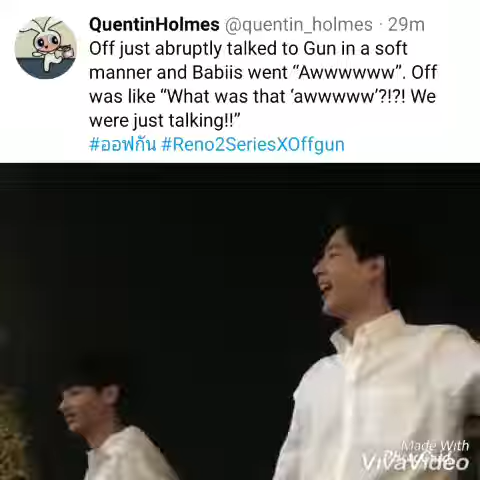 QuentinHolmes @quentin_holmes · 29m
Off just abruptly talked to Gun in a soft
manner and Babiis went “Awwwwww”. Off
was like “What was that ‘awwwww’?!?! We
were just talking!!”
#ออฟกัน #Reno2SeriesXOffgun
Made With
VivaVideo